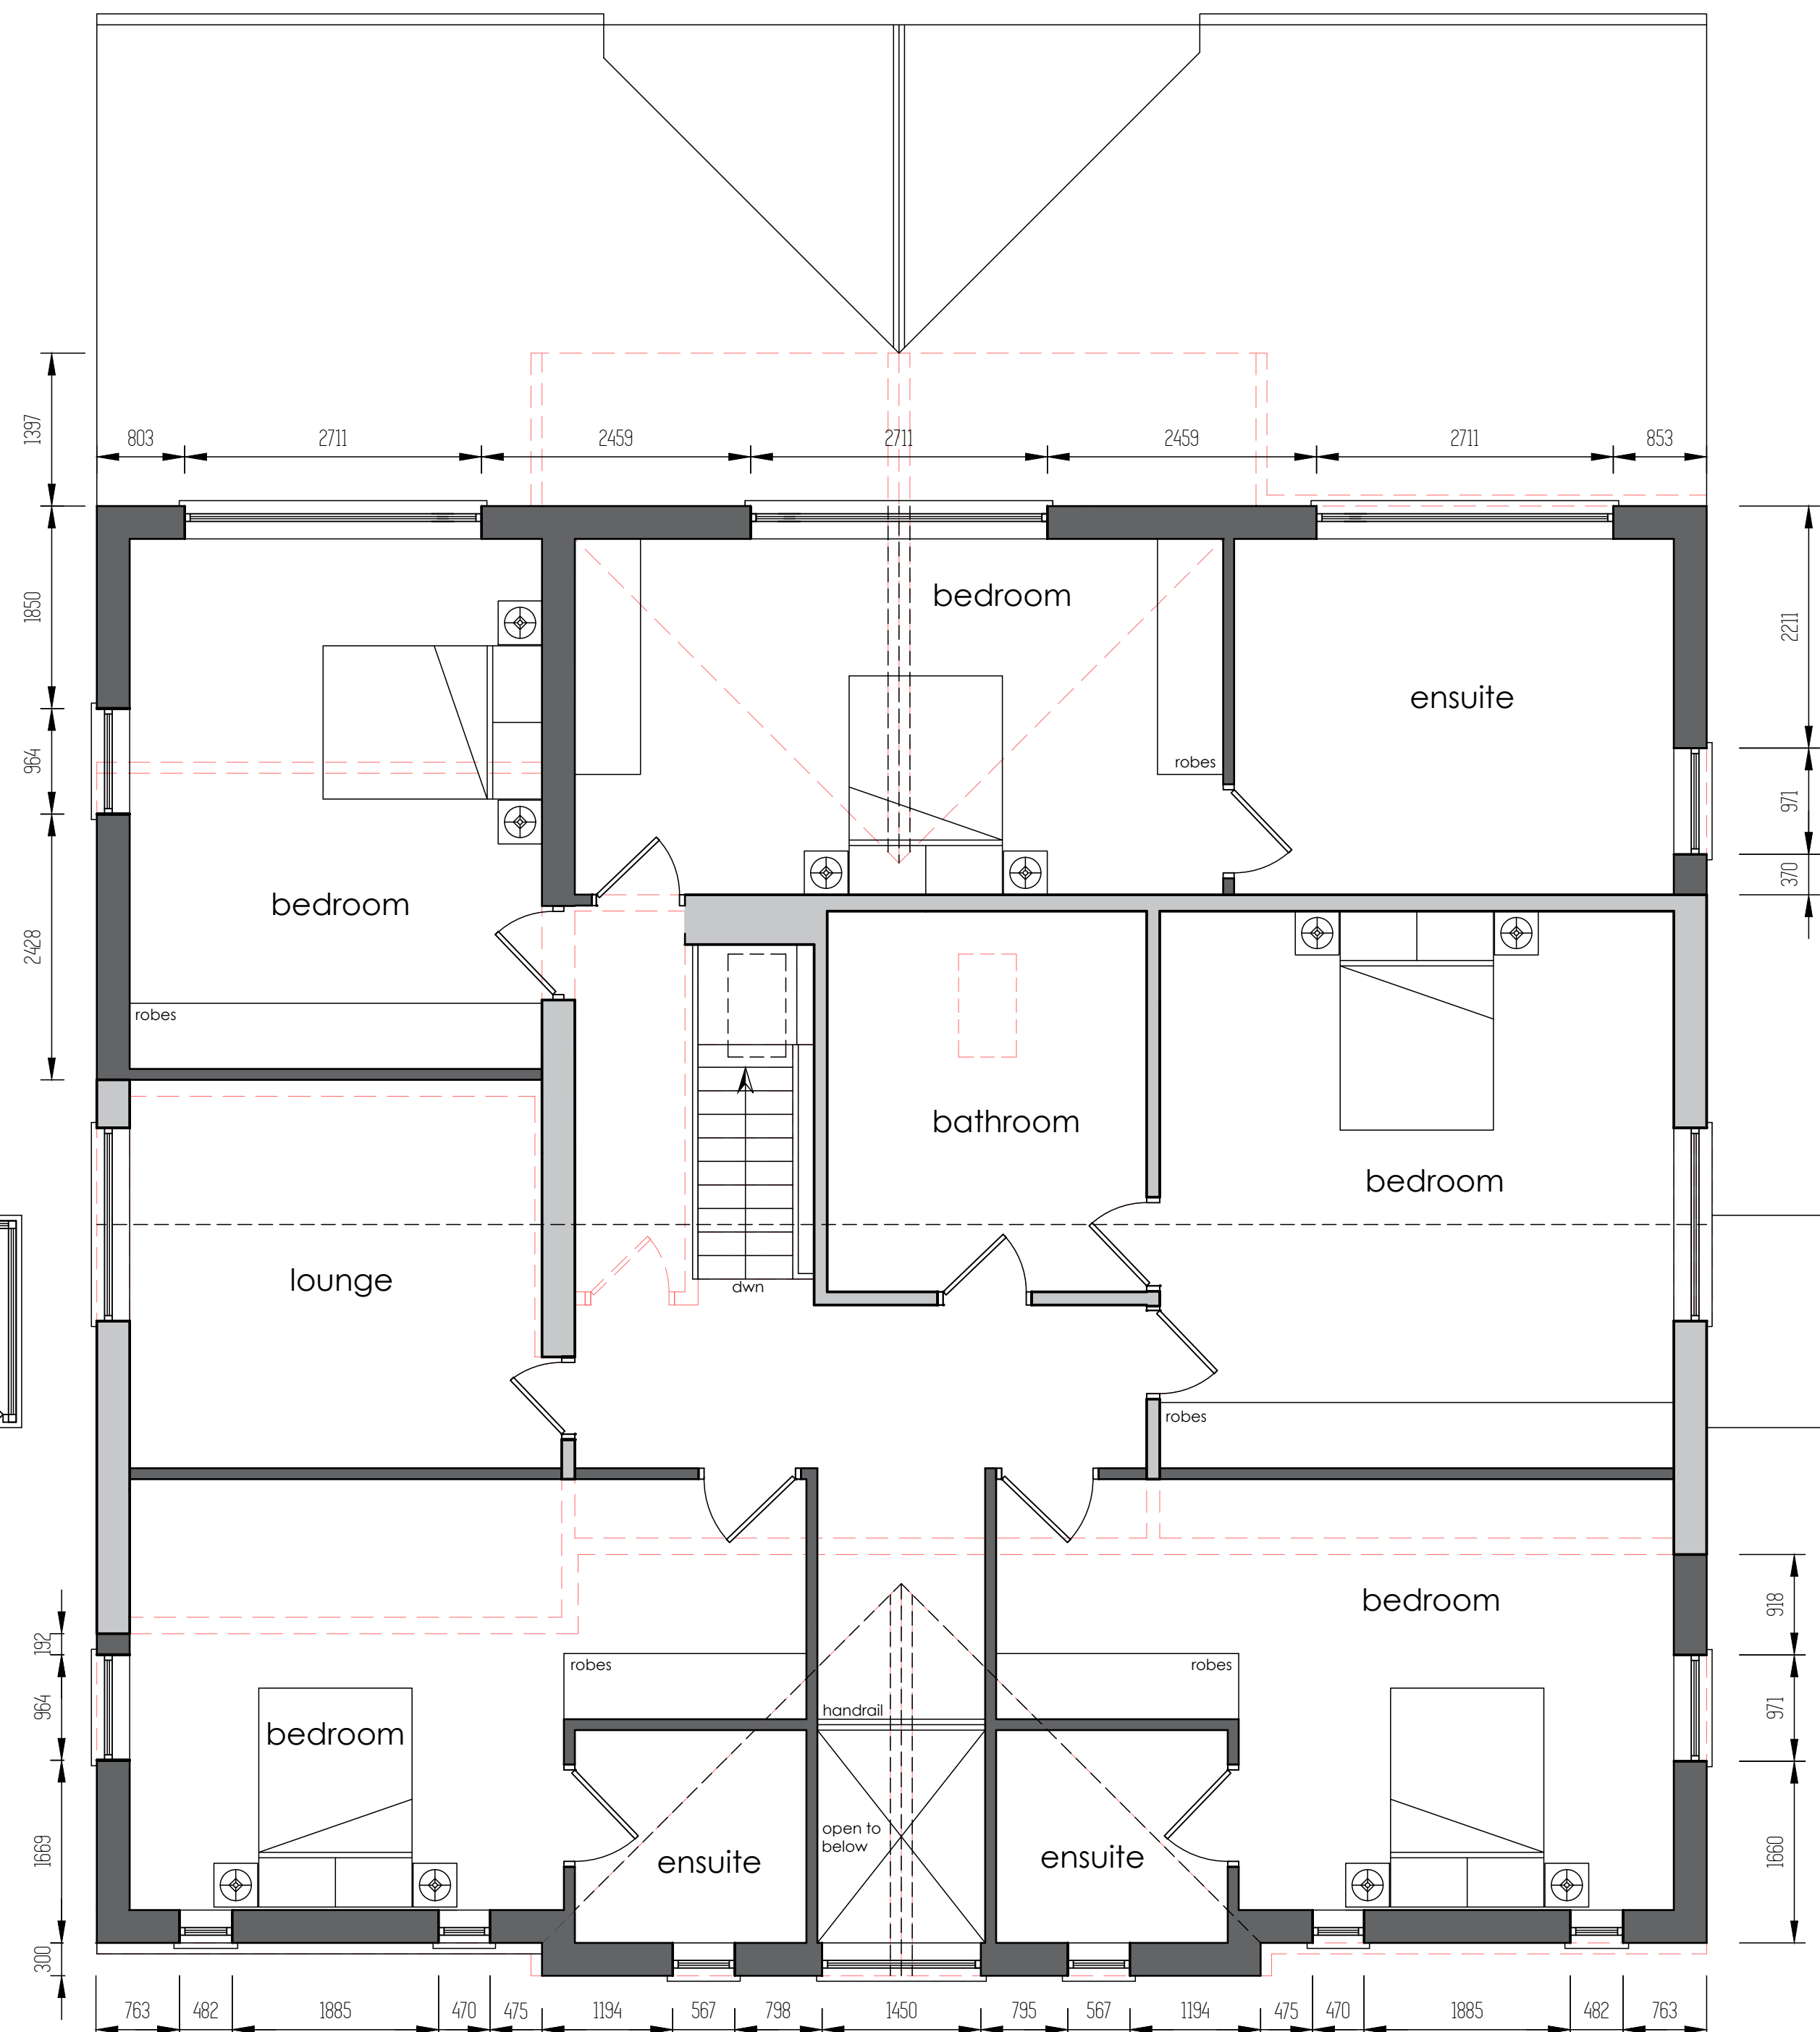 1397
803
2711
2459
2711
2459
2711
853
1850
2211
bedroom
ensuite
964
971
robes
370
bedroom
2428
robes
bathroom
bedroom
lounge
dwn
robes
bedroom
918
192
robes
robes
964
971
handrail
bedroom
open to
below
ensuite
ensuite
1669
1660
300
763
482
1885
470
475
1194
567
798
1450
795
567
1194
475
470
1885
482
763